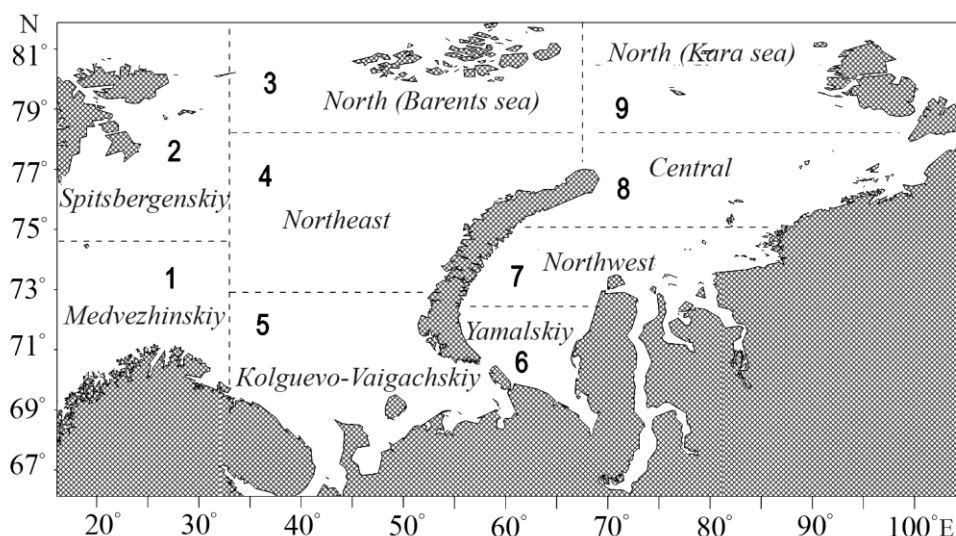 N
81°
79°
77°
75°
73°
71°
69°
67°
3
North (Barents sea)
North (Kara sea)
9
2
Spitsbergenskiy
4
Northeast
Central
8
1
Medvezhinskiy
7
Northwest
5
Kolguevo-Vaigachskiy
Yamalskiy
6
20° 30° 40° 50° 60° 70° 80° 90° 100° E